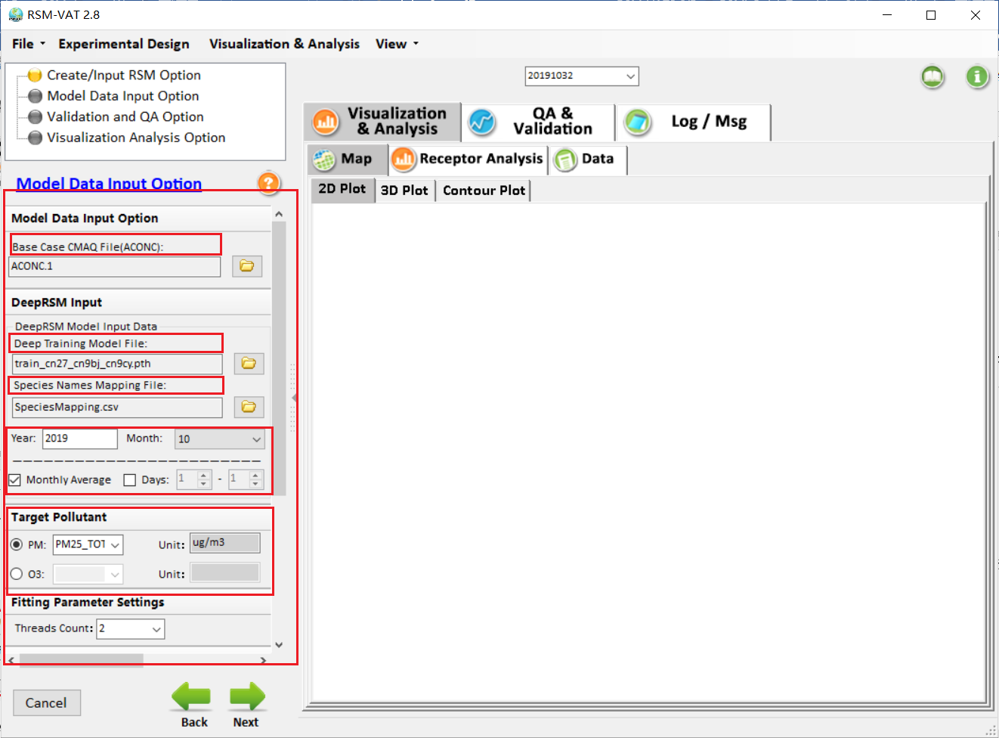 RSM-VAT 2.8
File Experimental Design Visualization & Analysis View
Create/Input RSM Option
Model Data Input Option
Validation and QA Option
Visualization Analysis Option
20191032
Visualization & Analysis
QA & Validation
Log / Msg
Map
Receptor Analysis
Data
2D Plot
3D Plot
Contour Plot
Model Data Input Option
?
Model Data Input Option
Base Case CMAQ File(ACONC):
ACONC.1
DeepRSM Input
DeepRSM Model Input Data
Deep Training Model File:
train_cn27_cn9bj_cn9cy.pth
Species Names Mapping File:
SpeciesMapping.csv
Year: 2019 Month: 10
Monthly Average Days: 1 - 1
Target Pollutant
PM: PM25_TOT Unit: ug/m3
O3: Unit:
Fitting Parameter Settings
Threads Count: 2
Cancel
Back
Next